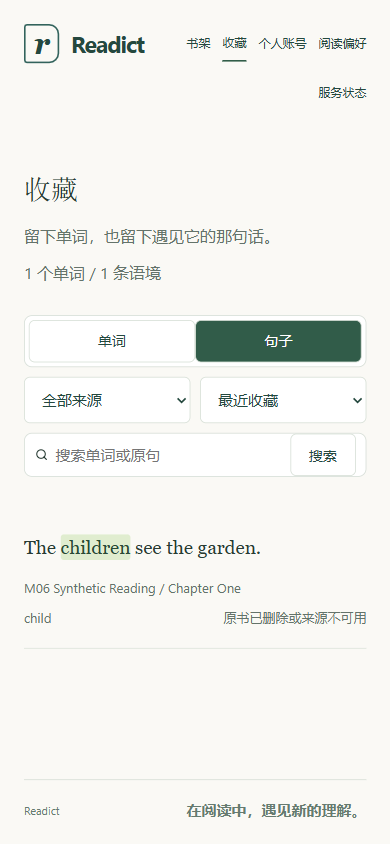 r Readict 书架 收藏 个人账号 阅读偏好
服务状态
收藏
留下单词，也留下遇见它的那句话。
1 个单词 / 1 条语境
单词 句子
全部来源 最近收藏
搜索单词或原句 搜索
The children see the garden.
M06 Synthetic Reading / Chapter One
child 原书已删除或来源不可用
Readict 在阅读中，遇见新的理解。